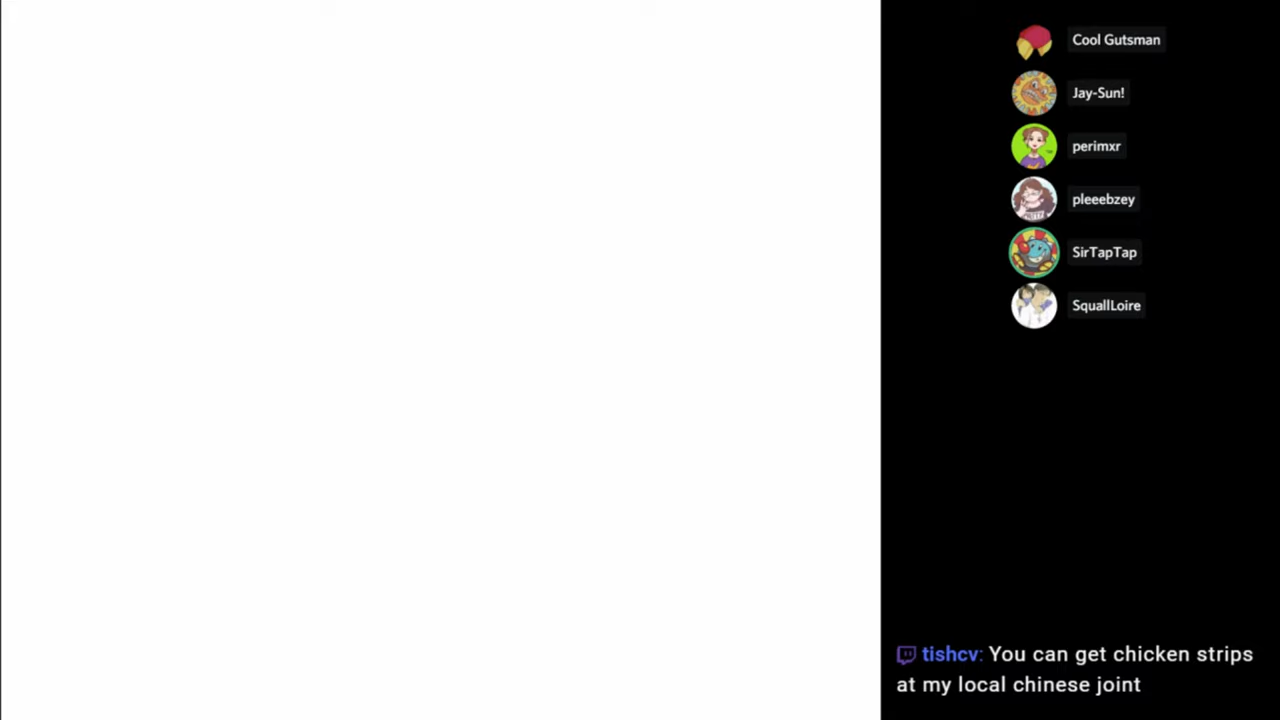 Cool Gutsman
Jay-Sun!
perimxr
pleeebzey
SirTapTap
SquallLoire
tishcv: You can get chicken strips
at my local chinese joint